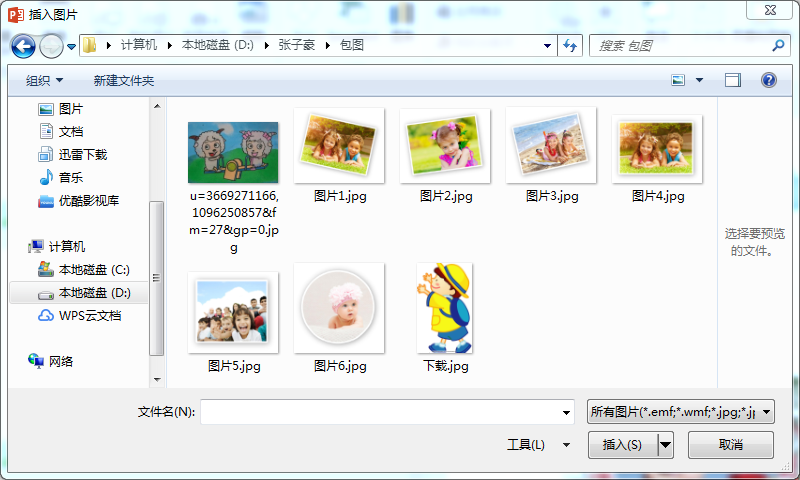 插入图片
计算机
本地磁盘 (D:)
张子豪
包图
搜索 包图
组织
新建文件夹
图片
文档
迅雷下载
音乐
优酷影视库
计算机
本地磁盘 (C:)
本地磁盘 (D:)
WPS云文档
网络
u=3669271166,
1096250857&f
m=27&gp=0.jp
g
图片1.jpg
图片2.jpg
图片3.jpg
图片4.jpg
图片5.jpg
图片6.jpg
下载.jpg
选择要预览
的文件。
文件名(N):
所有图片(*.emf;*.wmf;*.jpg;*.jp
工具(L)
插入(S)
取消